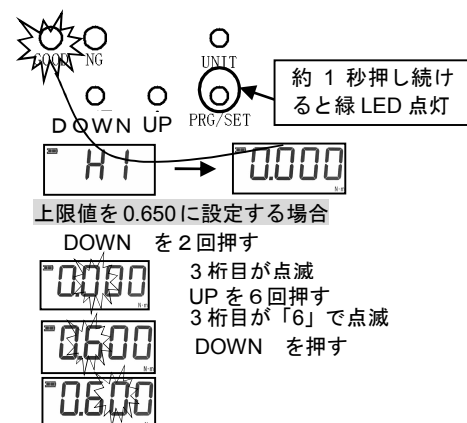 GOOD NG UNIT
約 1 秒押し続け
ると緑 LED 点灯
DOWN UP PRG/SET
HI 0.000
N·m
上限値を 0.650 に設定する場合
DOWN を 2 回押す
0.000
N·m
3 桁目が点滅
UP を 6 回押す
3 桁目が「6」で点滅
0.600
N·m
DOWN を押す
0.600
N·m